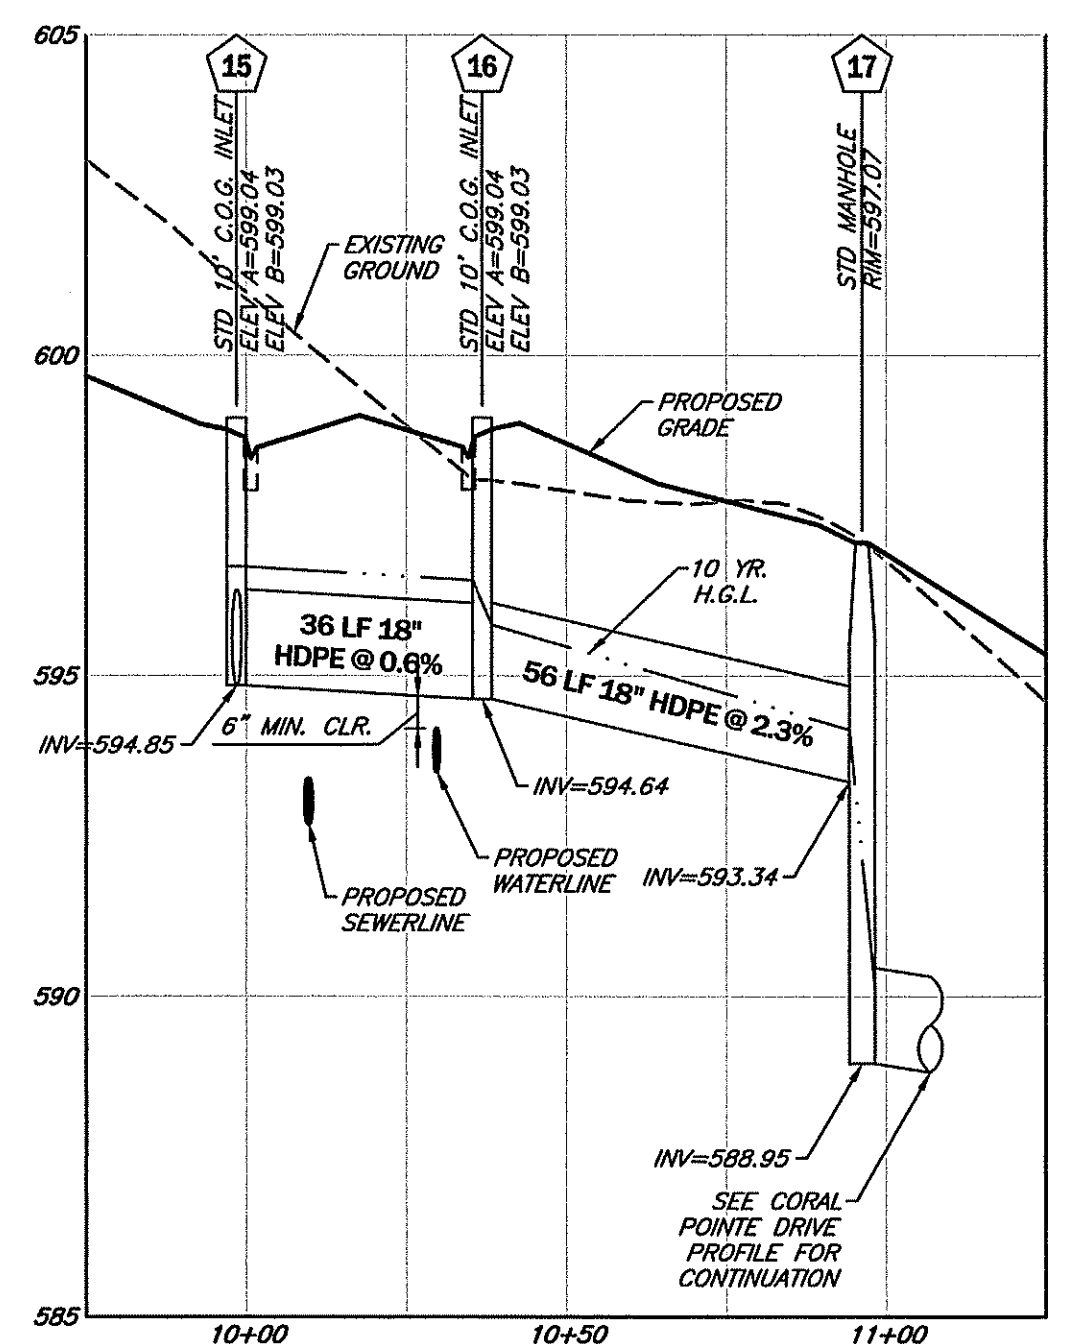 605
15
16
17
STD 10' C.O.G. INLET
ELEV A=599.04
ELEV B=599.03
STD 10' C.O.G. INLET
ELEV A=599.04
ELEV B=599.03
STD MANHOLE
RIM=597.07
EXISTING
GROUND
600
PROPOSED
GRADE
10 YR.
H.G.L.
36 LF 18"
HDPE @ 0.6%
595
56 LF 18" HDPE @ 2.3%
6" MIN. CLR.
INV=594.85
INV=594.64
PROPOSED
WATERLINE
INV=593.34
PROPOSED
SEWERLINE
590
INV=588.95
SEE CORAL
POINTE DRIVE
PROFILE FOR
CONTINUATION
585
10+00
10+50
11+00